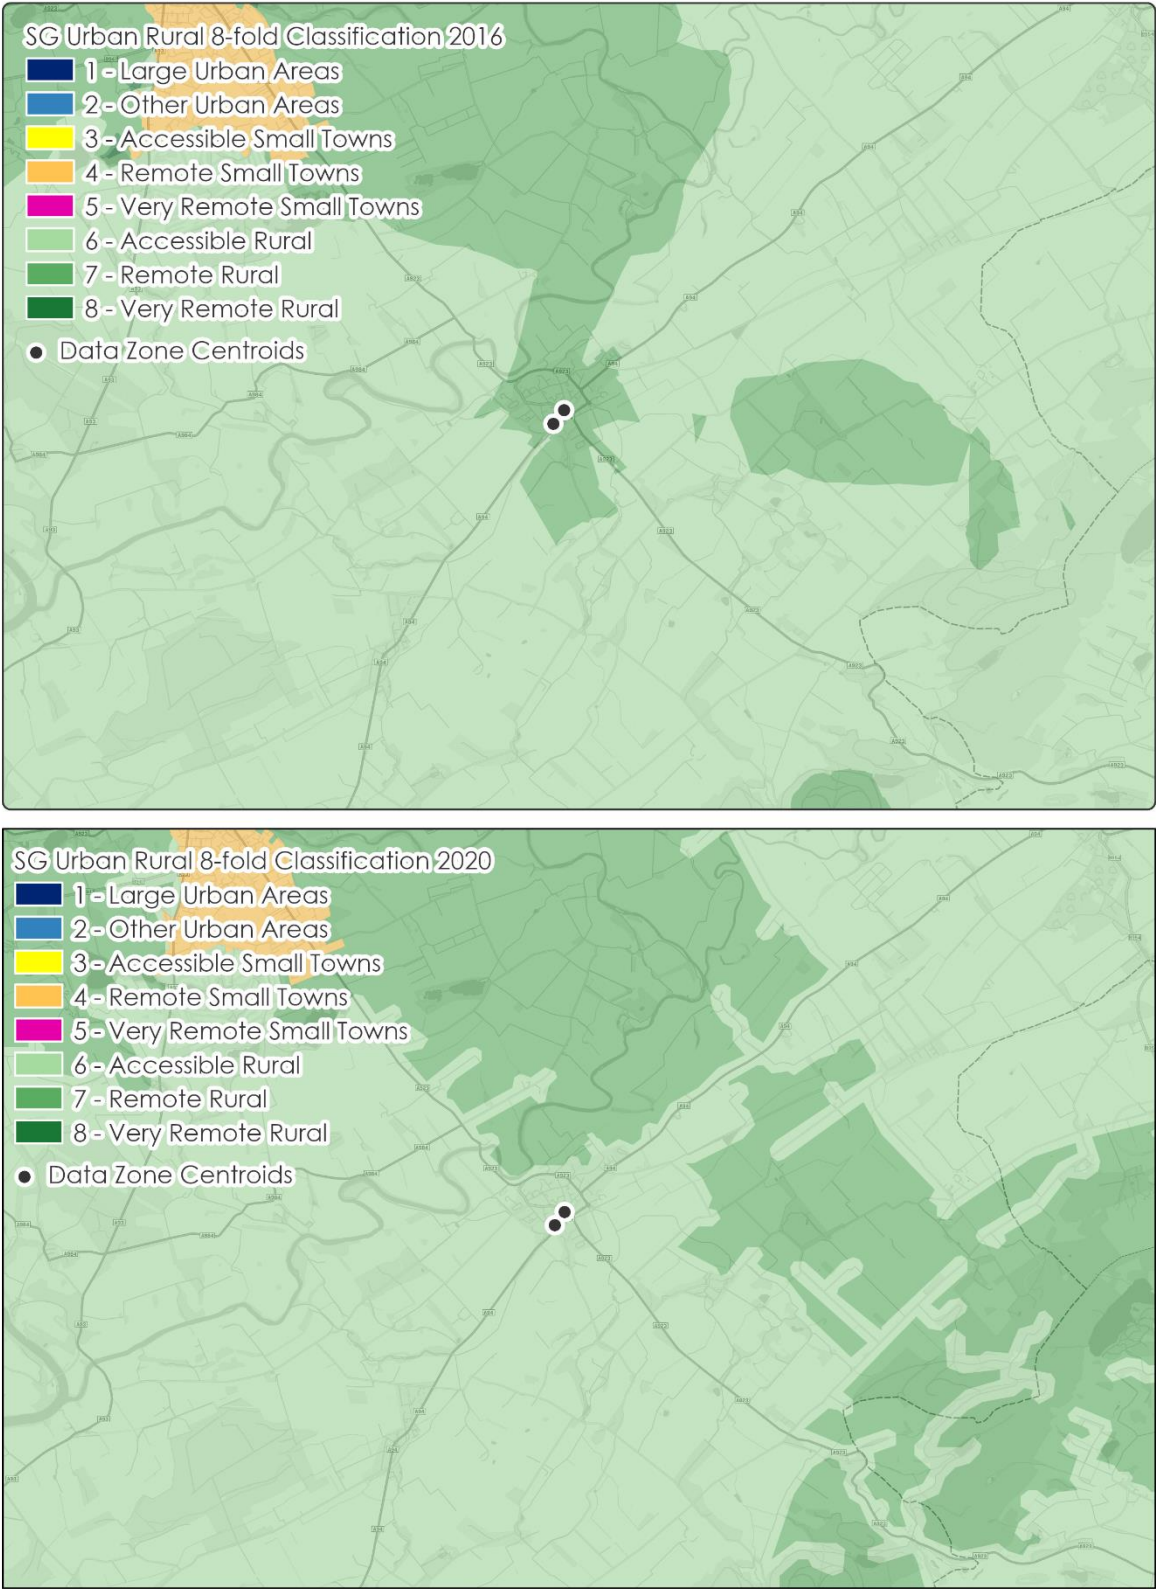 SG Urban Rural 8-fold Classification 2016
1 - Large Urban Areas
2 - Other Urban Areas
3 - Accessible Small Towns
4 - Remote Small Towns
5 - Very Remote Small Towns
6 - Accessible Rural
7 - Remote Rural
8 - Very Remote Rural
Data Zone Centroids
SG Urban Rural 8-fold Classification 2020
1 - Large Urban Areas
2 - Other Urban Areas
3 - Accessible Small Towns
4 - Remote Small Towns
5 - Very Remote Small Towns
6 - Accessible Rural
7 - Remote Rural
8 - Very Remote Rural
Data Zone Centroids